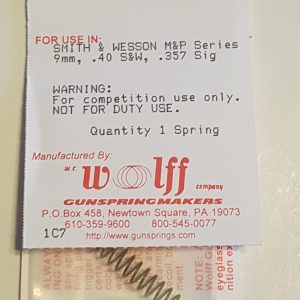 FOR USE IN:
SMITH & WESSON M&P Series
9mm, .40 S&W, .357 Sig
WARNING:
For competition use only.
NOT FOR DUTY USE.
Quantity 1 Spring
Manufactured By:
W.C. Wolff company
GUNSPRINGMAKERS
P.O.Box 458, Newtown Square, PA 19073
610-359-9600 800-545-0077
1C7 http://www.gunsprings.com